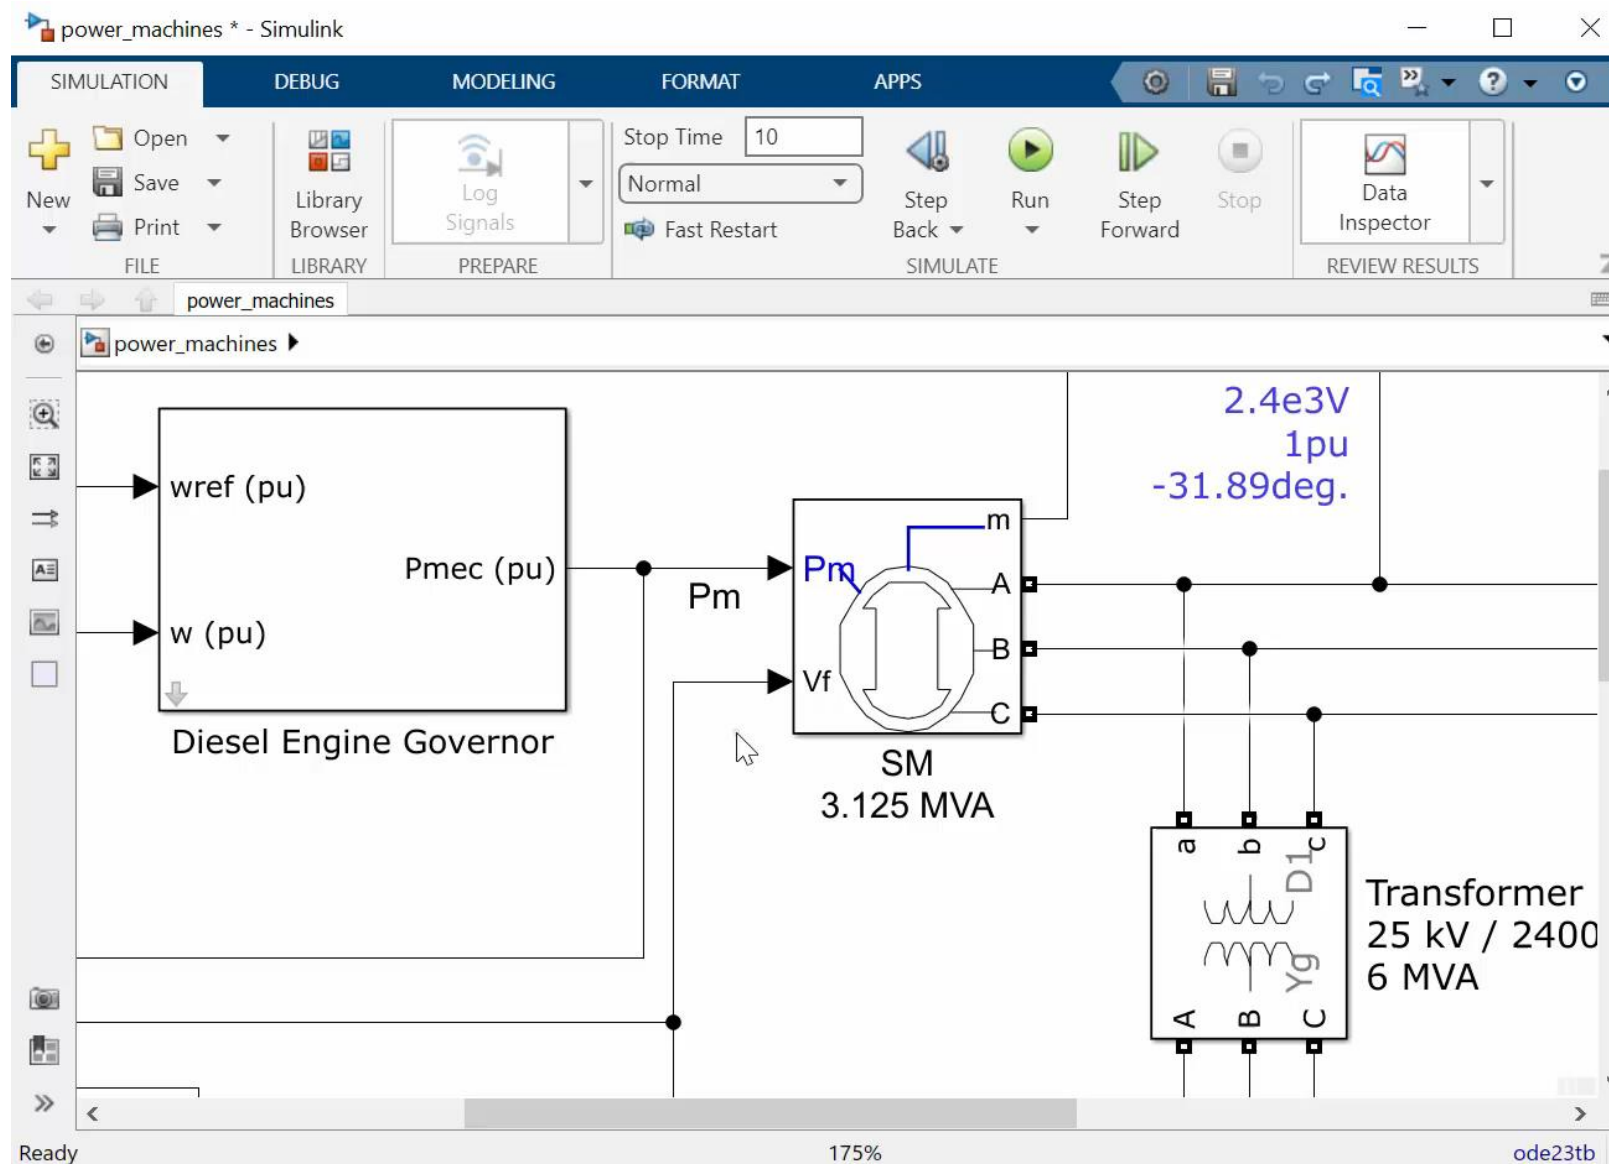 power_machines * - Simulink
SIMULATION
DEBUG
MODELING
FORMAT
APPS
New
Open
Save
Print
FILE
Library
Browser
LIBRARY
Log
Signals
PREPARE
Stop Time
10
Normal
Fast Restart
Step
Back
Run
Step
Forward
Stop
SIMULATE
Data
Inspector
REVIEW RESULTS
power_machines
power_machines
2.4e3V
1pu
-31.89deg.
wref (pu)
w (pu)
Pmec (pu)
Diesel Engine Governor
Pm
Pm
Vf
m
A
B
C
SM
3.125 MVA
a
b
c
D1
Yg
A
B
C
Transformer
25 kV / 2400
6 MVA
Ready
175%
ode23tb